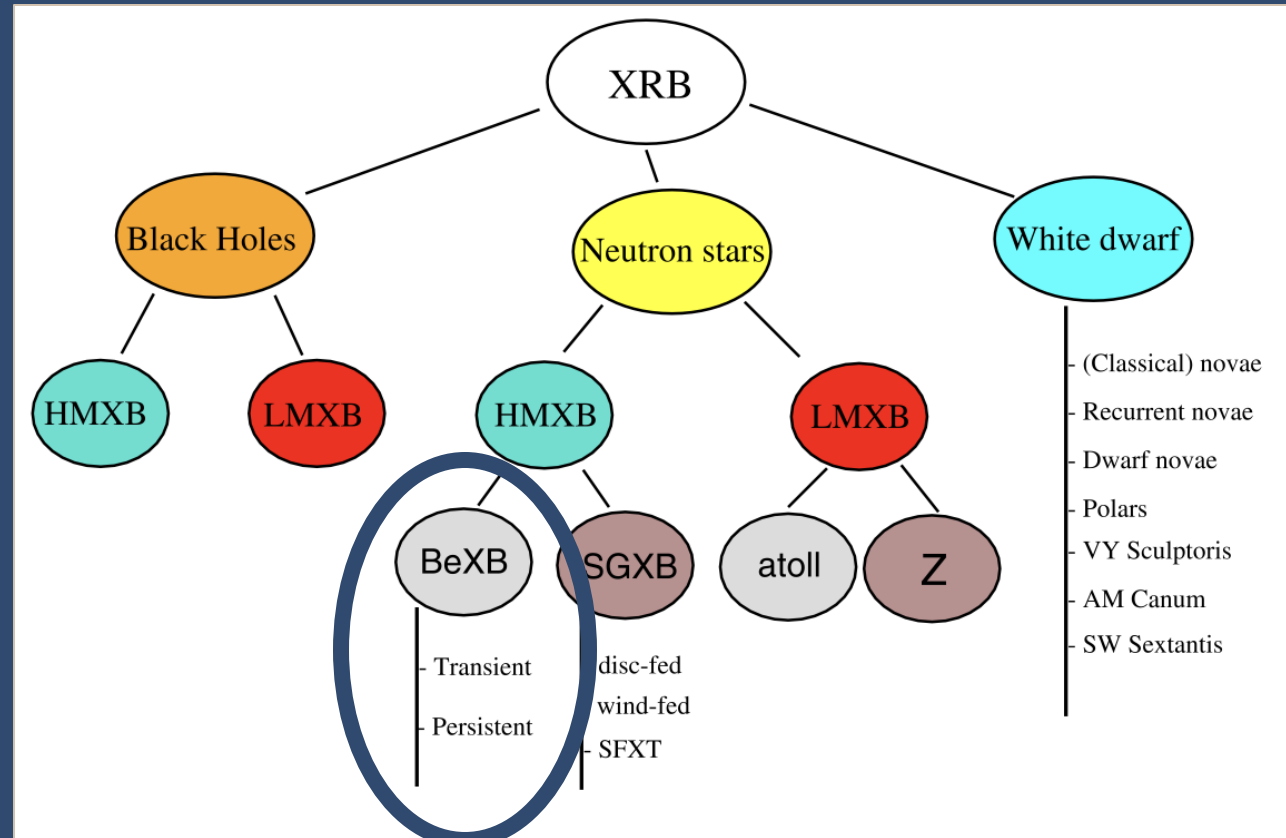 XRB
Black Holes
Neutron stars
White dwarf
HMXB
LMXB
HMXB
LMXB
BeXB
SGXB
atoll
Z
- Transient
- Persistent
disc-fed
wind-fed
- SFXT
- (Classical) novae
- Recurrent novae
- Dwarf novae
- Polars
- VY Sculptoris
- AM Canum
- SW Sextantis